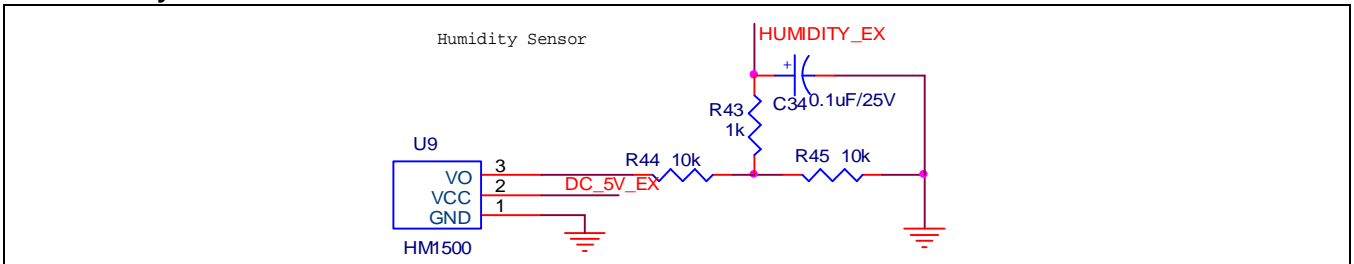 Humidity Sensor
HUMIDITY_EX
+
C34 0.1uF/25V
R43
1k
U9
R44 10k
R45 10k
VO 3
DC_5V_EX
VCC 2
GND 1
HM1500